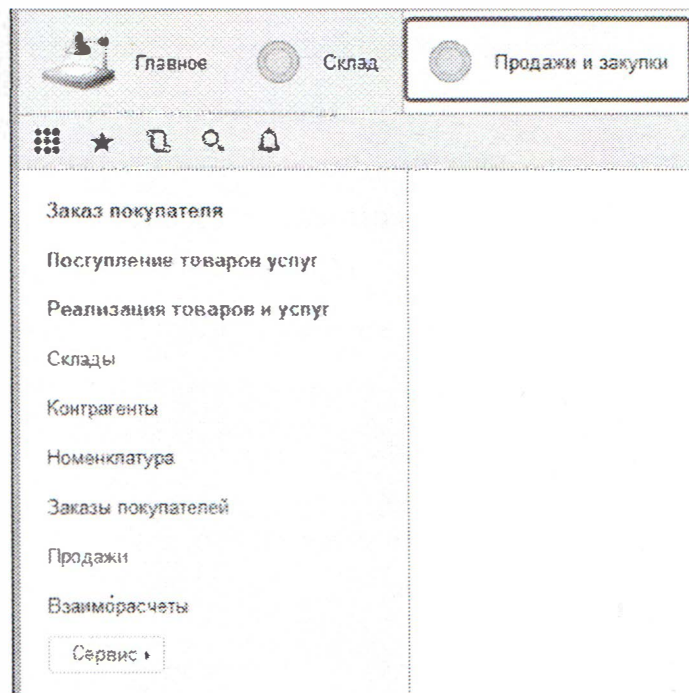 Главное Склад Продажи и закупки
Заказ покупателя
Поступление товаров услуг
Реализация товаров и услуг
Склады
Контрагенты
Номенклатура
Заказы покупателей
Продажи
Взаиморасчеты
Сервис